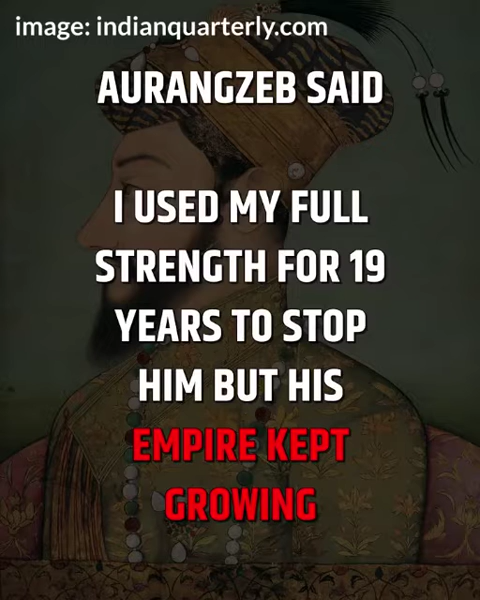 image: indianquarterly.com
AURANGZEB SAID
I USED MY FULL
STRENGTH FOR 19
YEARS TO STOP
HIM BUT HIS
EMPIRE KEPT
GROWING